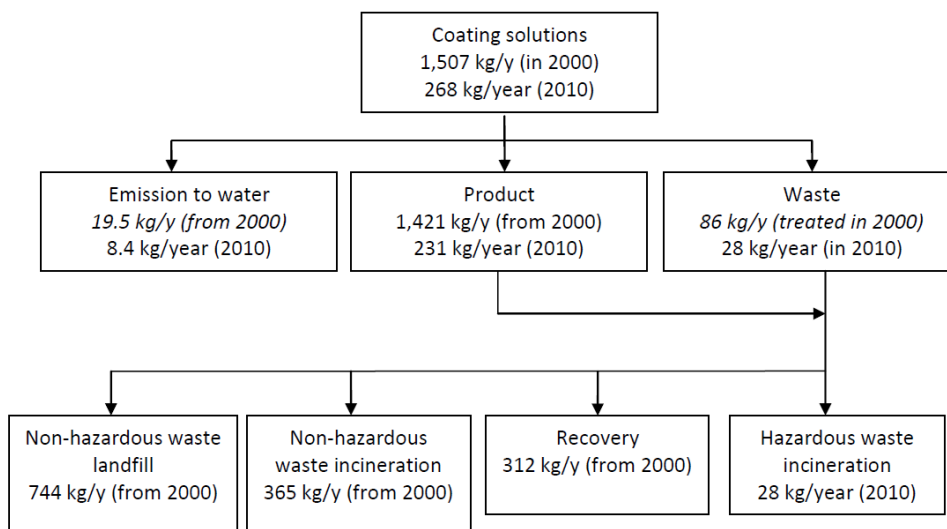 Coating solutions
1,507 kg/y (in 2000)
268 kg/year (2010)
Emission to water
19.5 kg/y (from 2000)
8.4 kg/year (2010)
Product
1,421 kg/y (from 2000)
231 kg/year (2010)
Waste
86 kg/y (treated in 2000)
28 kg/year (in 2010)
Non-hazardous waste
landfill
744 kg/y (from 2000)
Non-hazardous
waste incineration
365 kg/y (from 2000)
Recovery
312 kg/y (from 2000)
Hazardous waste
incineration
28 kg/year (2010)